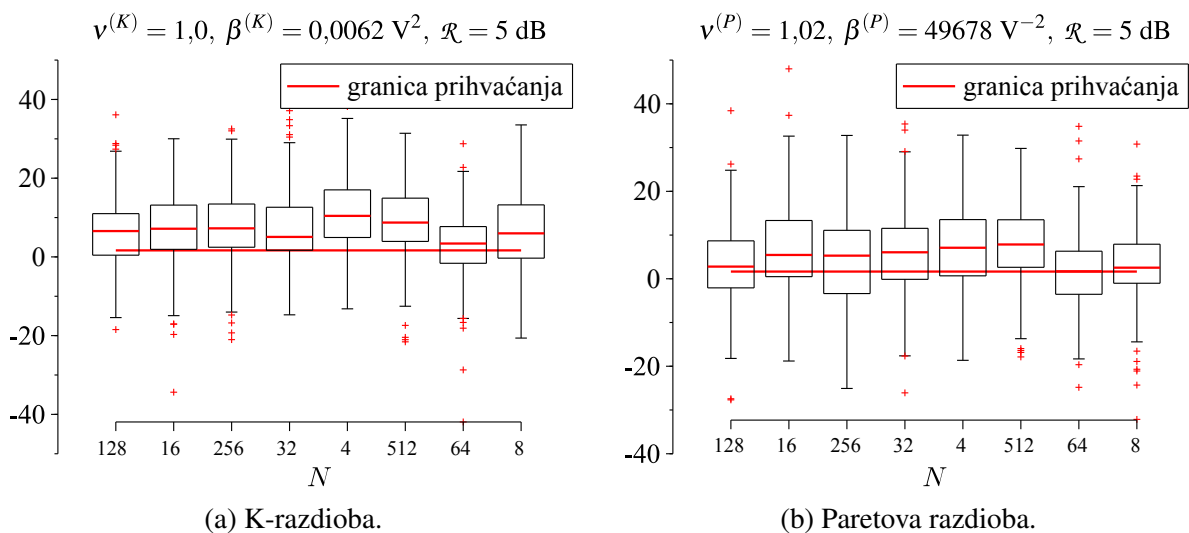 ν(K) = 1,0, β(K) = 0,0062 V², ℛ = 5 dB
granica prihvaćanja
40
20
0
-20
-40
128 16 256 32 4 512 64 8
N
(a) K-razdioba.
ν(P) = 1,02, β(P) = 49678 V⁻², ℛ = 5 dB
granica prihvaćanja
40
20
0
-20
-40
128 16 256 32 4 512 64 8
N
(b) Paretova razdioba.